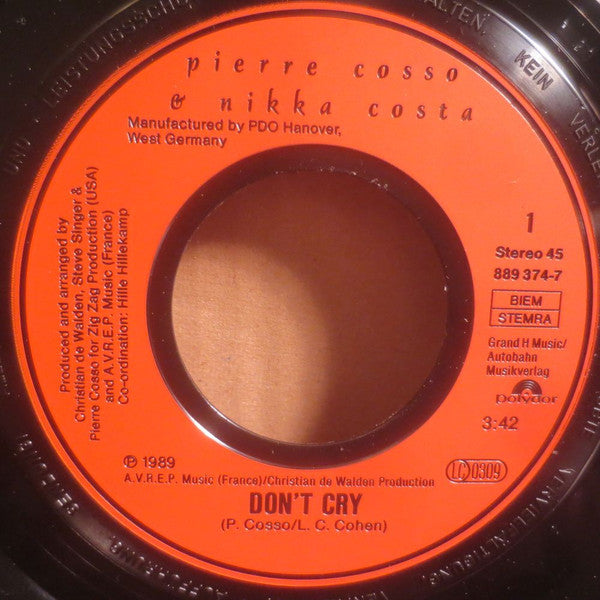 pierre cosso
& nikka costa
Manufactured by PDO Hanover,
West Germany
Produced and arranged by
Christian de Walden, Steve Singer &
Pierre Cosso for Zig Zag Production (USA)
and A.V.R.E.P. Music (France)
Co-ordination: Hille Hillekamp
1
Stereo 45
889 374-7
BIEM
STEMRA
Grand H Music/
Autobahn
Musikverlag
polydor
3:42
℗ 1989
A.V.R.E.P. Music (France)/Christian de Walden Production
LC 0309
DON'T CRY
(P. Cosso/L. C. Cohen)
UND
KEIN